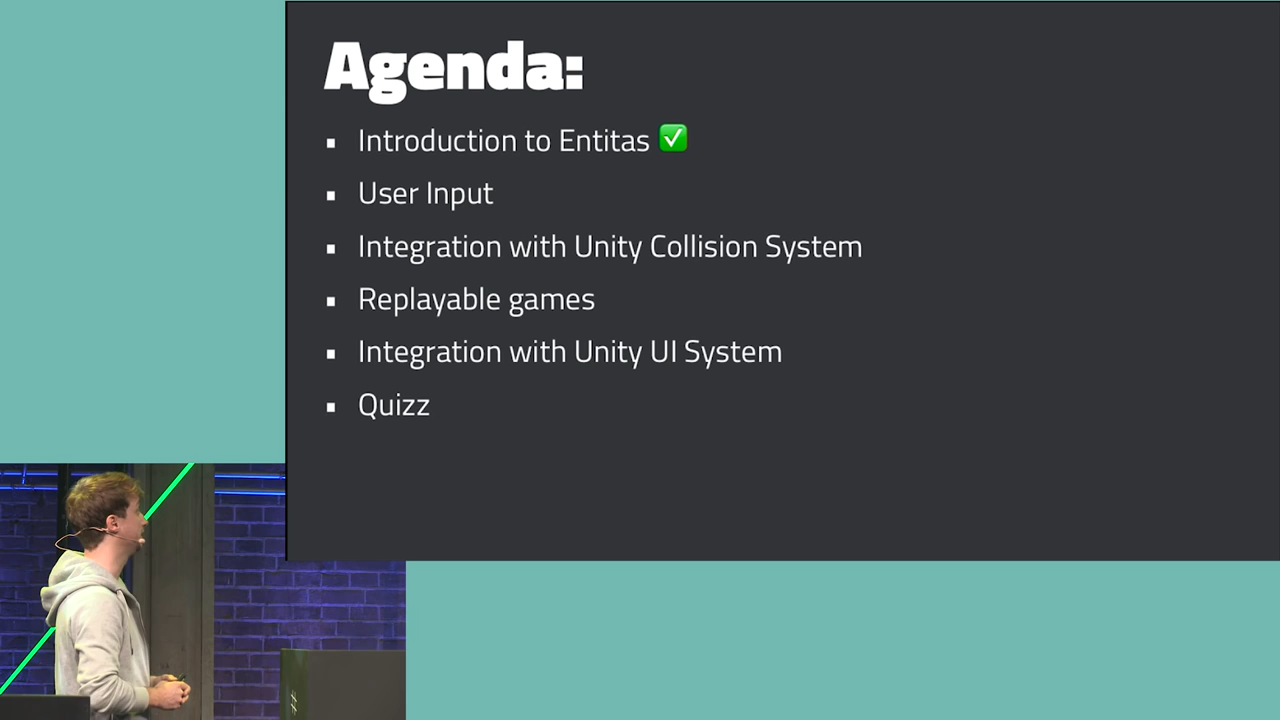 Agenda:
▪ Introduction to Entitas ✅
▪ User Input
▪ Integration with Unity Collision System
▪ Replayable games
▪ Integration with Unity UI System
▪ Quizz